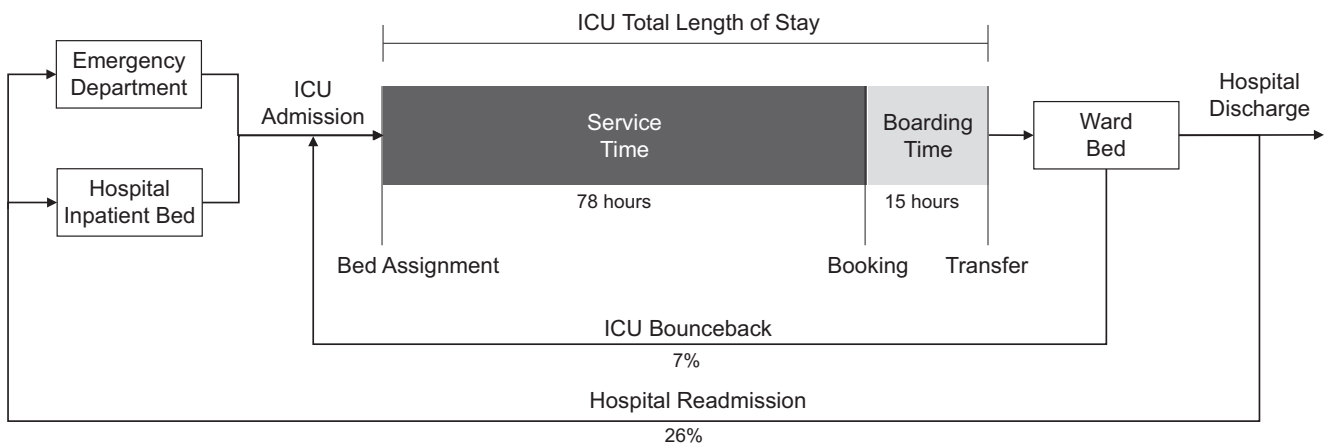 ICU Total Length of Stay
Emergency
Department
ICU
Admission
Hospital
Inpatient Bed
Service
Time
Boarding
Time
78 hours
15 hours
Bed Assignment
Booking
Transfer
Ward
Bed
Hospital
Discharge
ICU Bounceback
7%
Hospital Readmission
26%